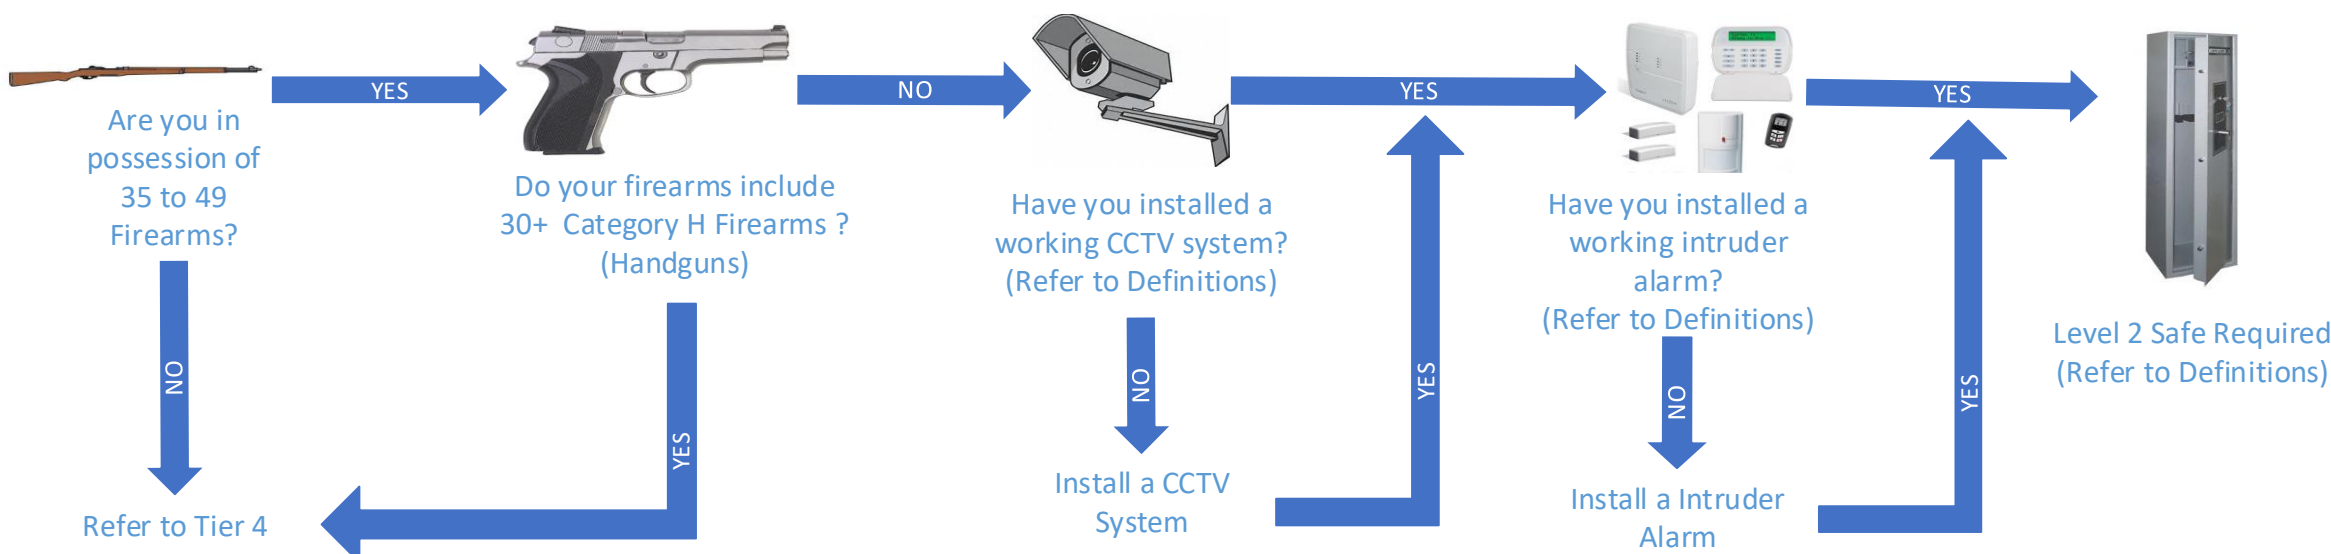 YES
NO
YES
YES
Are you in
possession of
35 to 49
Firearms?
Do your firearms include
30+ Category H Firearms ?
(Handguns)
Have you installed a
working CCTV system?
(Refer to Definitions)
Have you installed a
working intruder
alarm?
(Refer to Definitions)
Level 2 Safe Required
(Refer to Definitions)
NO
YES
NO
YES
NO
YES
Refer to Tier 4
Install a CCTV
System
Install a Intruder
Alarm